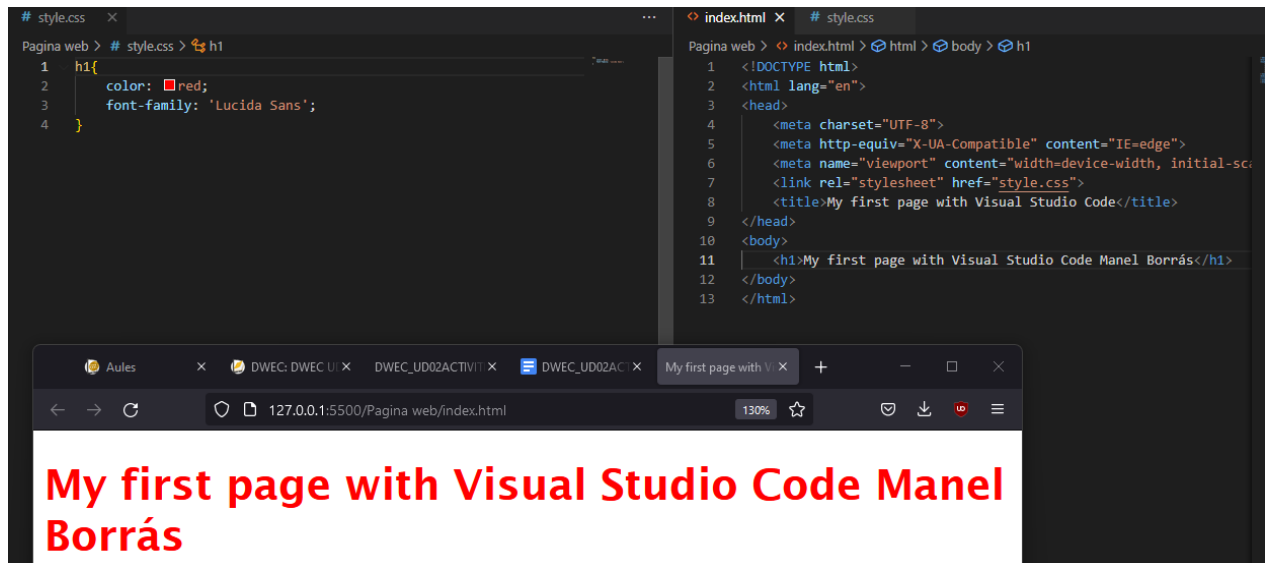 # style.css
Pagina web > # style.css > h1
1 h1{
2 color: red;
3 font-family: 'Lucida Sans';
4 }
index.html
# style.css
Pagina web > index.html > html > body > h1
1 <!DOCTYPE html>
2 <html lang="en">
3 <head>
4 <meta charset="UTF-8">
5 <meta http-equiv="X-UA-Compatible" content="IE=edge">
6 <meta name="viewport" content="width=device-width, initial-sca
7 <link rel="stylesheet" href="style.css">
8 <title>My first page with Visual Studio Code</title>
9 </head>
10 <body>
11 <h1>My first page with Visual Studio Code Manel Borrás</h1>
12 </body>
13 </html>
Aules
DWEC: DWEC U
DWEC_UD02ACTIVIT
DWEC_UD02ACT
My first page with V
127.0.0.1:5500/Pagina web/index.html
130%
My first page with Visual Studio Code Manel
Borrás